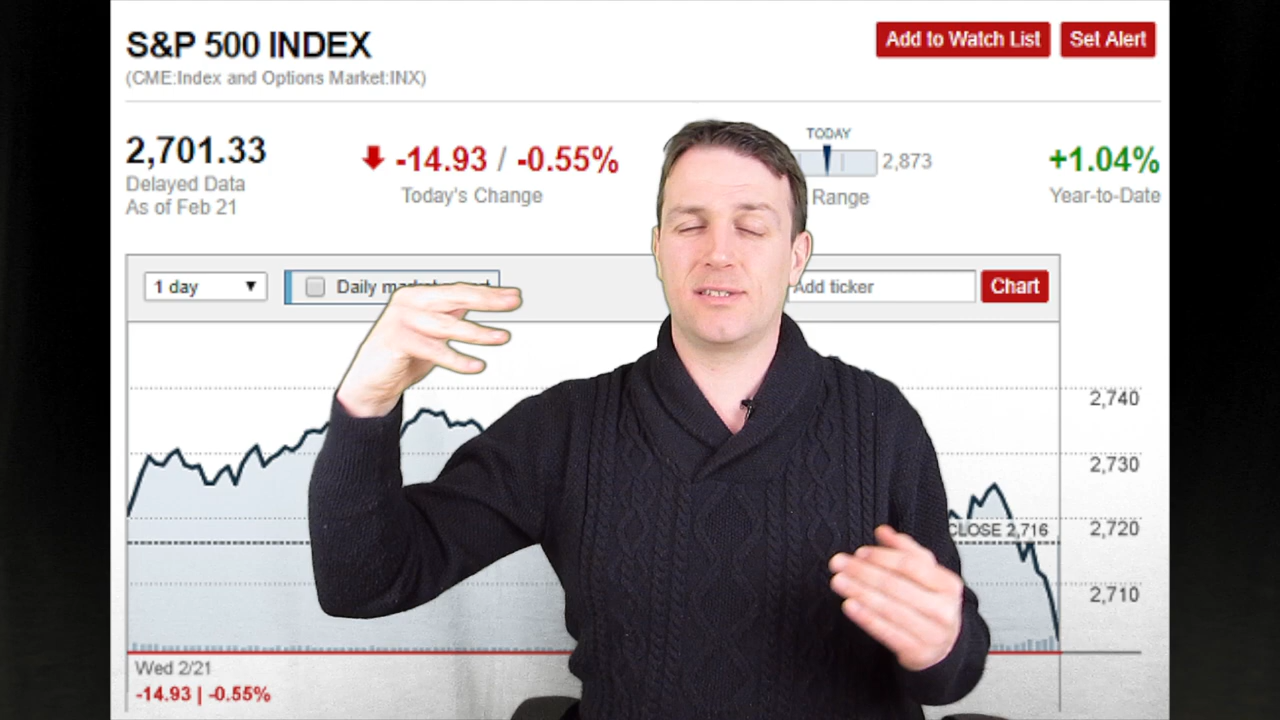 S&P 500 INDEX
Add to Watch List
Set Alert
(CME:Index and Options Market:INX)
2,701.33
-14.93 / -0.55%
TODAY
2,873
+1.04%
Delayed Data
Today's Change
Range
Year-to-Date
As of Feb 21
1 day
Daily
Add ticker
Chart
2,740
2,730
2,720
CLOSE 2,716
2,710
Wed 2/21
-14.93 | -0.55%